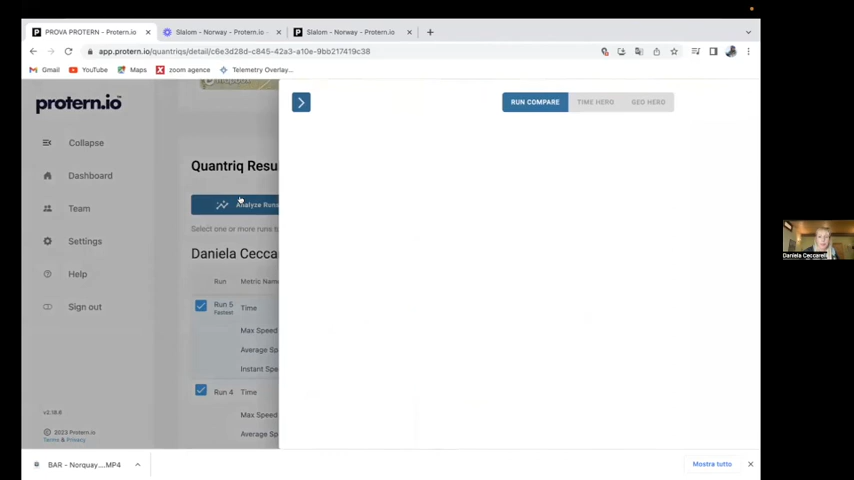 PROVA PROTERN - Protern.io
Slalom - Norway - Protern.io -
Slalom - Norway - Protern.io
app.protern.io/quantriqs/detail/c6e3d28d-c845-42a3-a10e-9bb217419c38
Gmail
YouTube
Maps
zoom agence
Telemetry Overlay...
protern.io™
Collapse
Dashboard
Team
Settings
Help
Sign out
v2.18.6
© 2023 Protern.io
Terms & Privacy
Quantriq Resu
Analyze Runs
Select one or more runs to
Daniela Cecca
Run Metric Nam
Run 5 Time
Fastest
Max Speed
Average Sp
Instant Spe
Run 4 Time
Max Speed
Average Sp
RUN COMPARE
TIME HERO
GEO HERO
BAR - Norquay....MP4
Mostra tutto
Daniela Ceccarelli